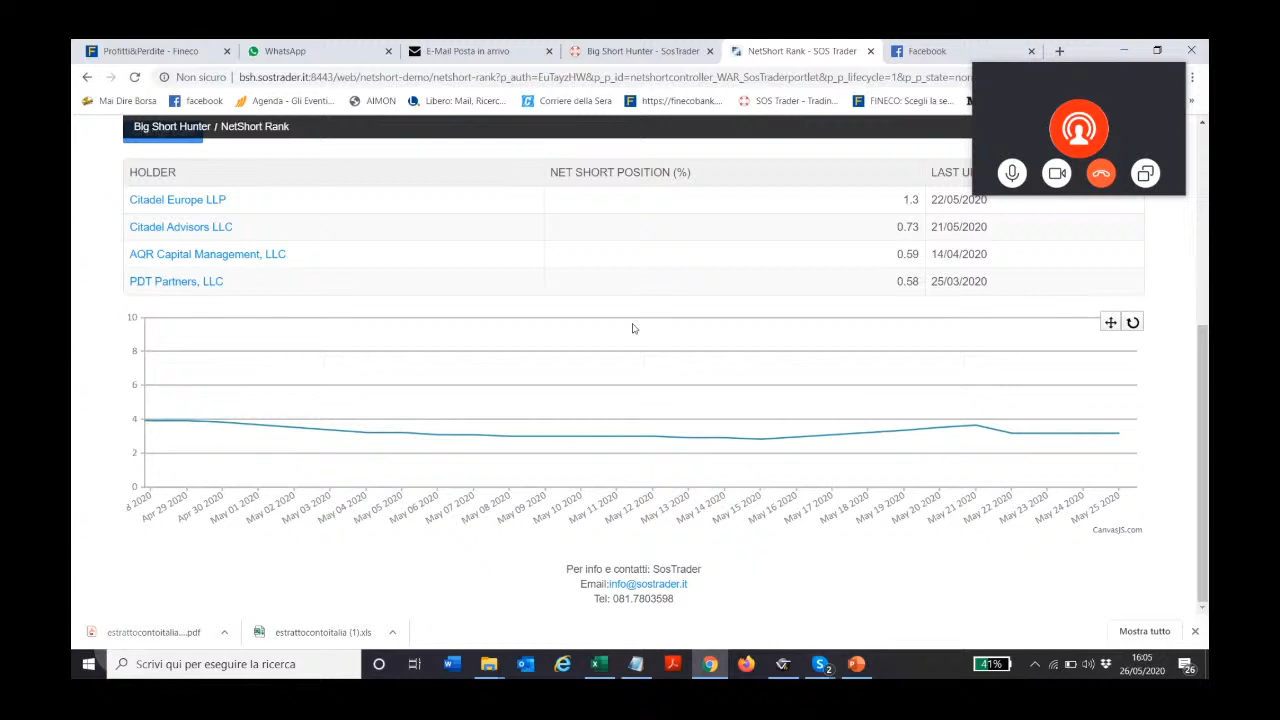 Profitti&Perdite - Fineco
WhatsApp
E-Mail Posta in arrivo
Big Short Hunter - SosTrader
NetShort Rank - SOS Trader
Facebook
Non sicuro
bsh.sostrader.it:8443/web/netshort-demo/netshort-rank?p_auth=EuTayzHW&p_p_id=netshortcontroller_WAR_SosTraderportlet&p_p_lifecycle=1&p_p_state=nor
Mai Dire Borsa
facebook
Agenda - Gli Eventi...
AIMON
Libero: Mail, Ricerc...
Corriere della Sera
https://finecobank....
SOS Trader - Tradin...
FINECO: Scegli la se...
Big Short Hunter / NetShort Rank
HOLDER NET SHORT POSITION (%) LAST U
Citadel Europe LLP 1.3 22/05/2020
Citadel Advisors LLC 0.73 21/05/2020
AQR Capital Management, LLC 0.59 14/04/2020
PDT Partners, LLC 0.58 25/03/2020
10
8
6
4
2
0
2020
Apr 29 2020
Apr 30 2020
May 01 2020
May 02 2020
May 03 2020
May 04 2020
May 05 2020
May 06 2020
May 07 2020
May 08 2020
May 09 2020
May 10 2020
May 11 2020
May 12 2020
May 13 2020
May 14 2020
May 15 2020
May 16 2020
May 17 2020
May 18 2020
May 19 2020
May 20 2020
May 21 2020
May 22 2020
May 23 2020
May 24 2020
May 25 2020
CanvasJS.com
Per info e contatti: SosTrader
Email:info@sostrader.it
Tel: 081.7803598
estrattocontoitalia....pdf
estrattocontoitalia (1).xls
Mostra tutto
Scrivi qui per eseguire la ricerca
2
41%
16:05
26/05/2020
26